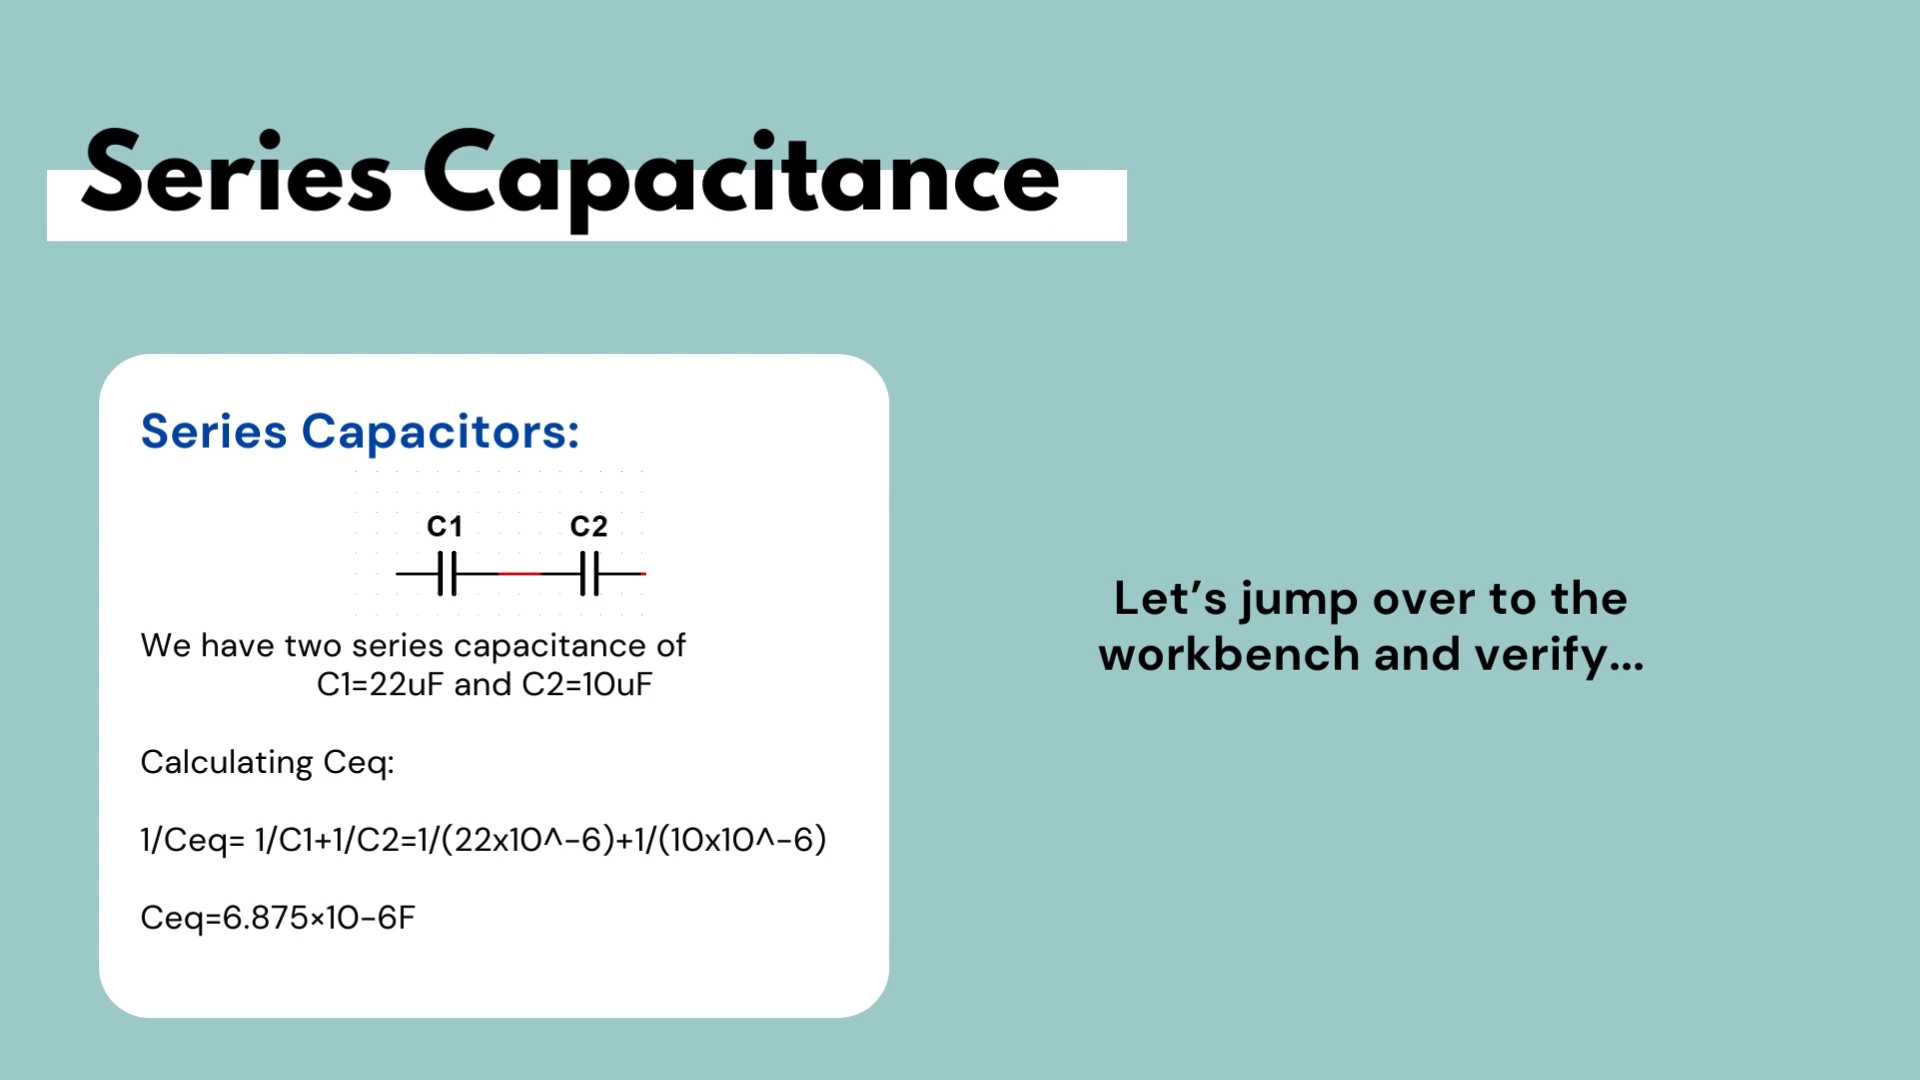 Series Capacitance
Series Capacitors:
C1 C2
We have two series capacitance of
C1=22uF and C2=10uF
Calculating Ceq:
1/Ceq= 1/C1+1/C2=1/(22x10^-6)+1/(10x10^-6)
Ceq=6.875×10-6F
Let’s jump over to the
workbench and verify...